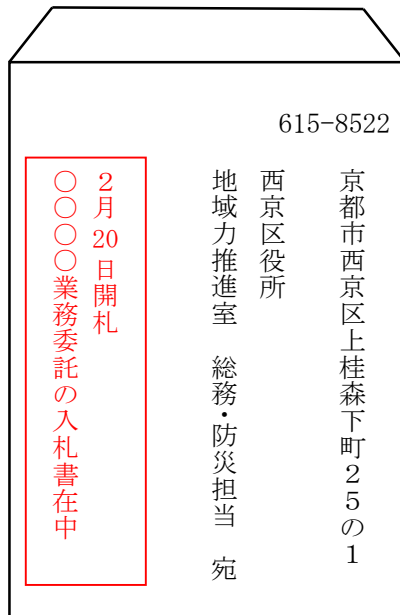 615-8522
京都市西京区上桂森下町25の1
西京区役所
地域力推進室　総務・防災担当　宛
2月20日開札
○○○○業務委託の入札書在中